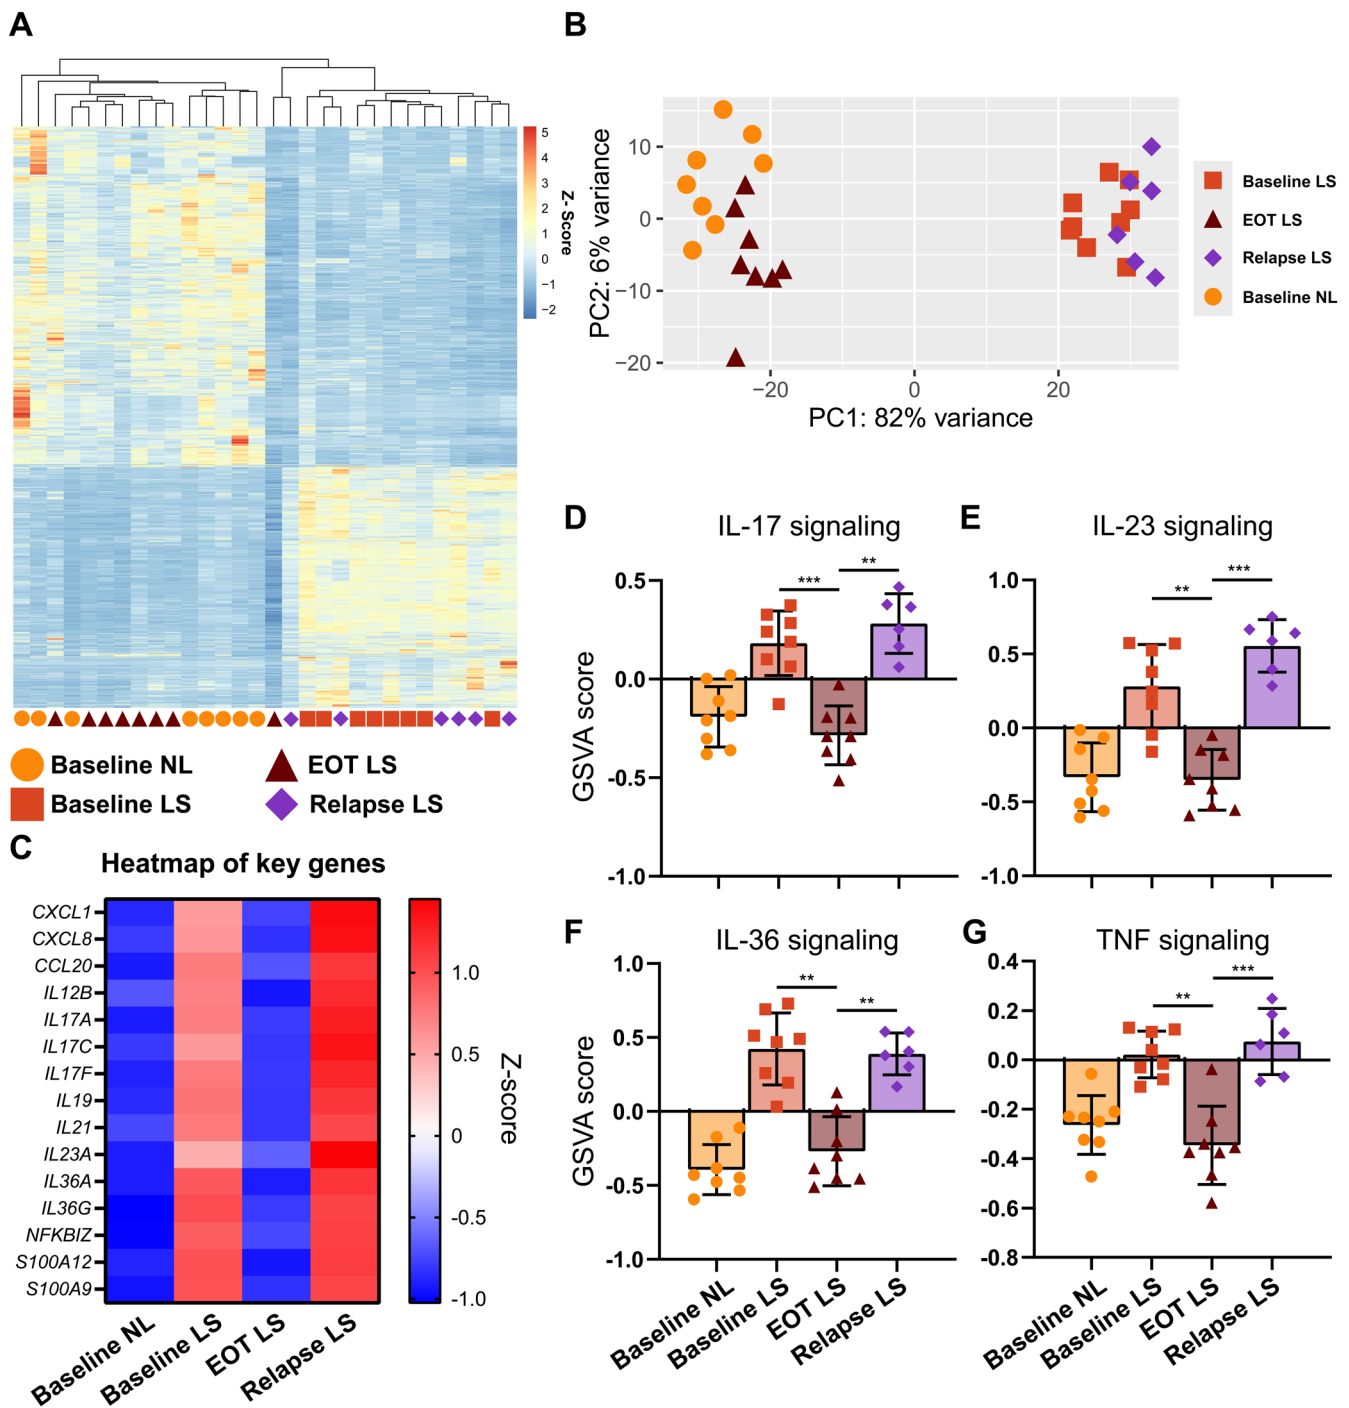 A
5
4
3
2
1
0
−1
−2
Z- Score
Baseline NL
EOT LS
Baseline LS
Relapse LS
B
10
0
−10
−20
PC2: 6% variance
−20
0
20
PC1: 82% variance
Baseline LS
EOT LS
Relapse LS
Baseline NL
C
Heatmap of key genes
CXCL1
CXCL8
CCL20
IL12B
IL17A
IL17C
IL17F
IL19
IL21
IL23A
IL36A
IL36G
NFKBIZ
S100A12
S100A9
Baseline NL
Baseline LS
EOT LS
Relapse LS
1.0
0.5
0
-0.5
-1.0
Z-score
D
IL-17 signaling
***
**
0.5
0.0
-0.5
-1.0
GSVA score
E
IL-23 signaling
**
***
1.0
0.5
0.0
-0.5
-1.0
F
IL-36 signaling
**
**
1.0
0.5
0.0
-0.5
-1.0
GSVA score
Baseline NL
Baseline LS
EOT LS
Relapse LS
G
TNF signaling
**
***
0.4
0.2
0.0
-0.2
-0.4
-0.6
-0.8
Baseline NL
Baseline LS
EOT LS
Relapse LS